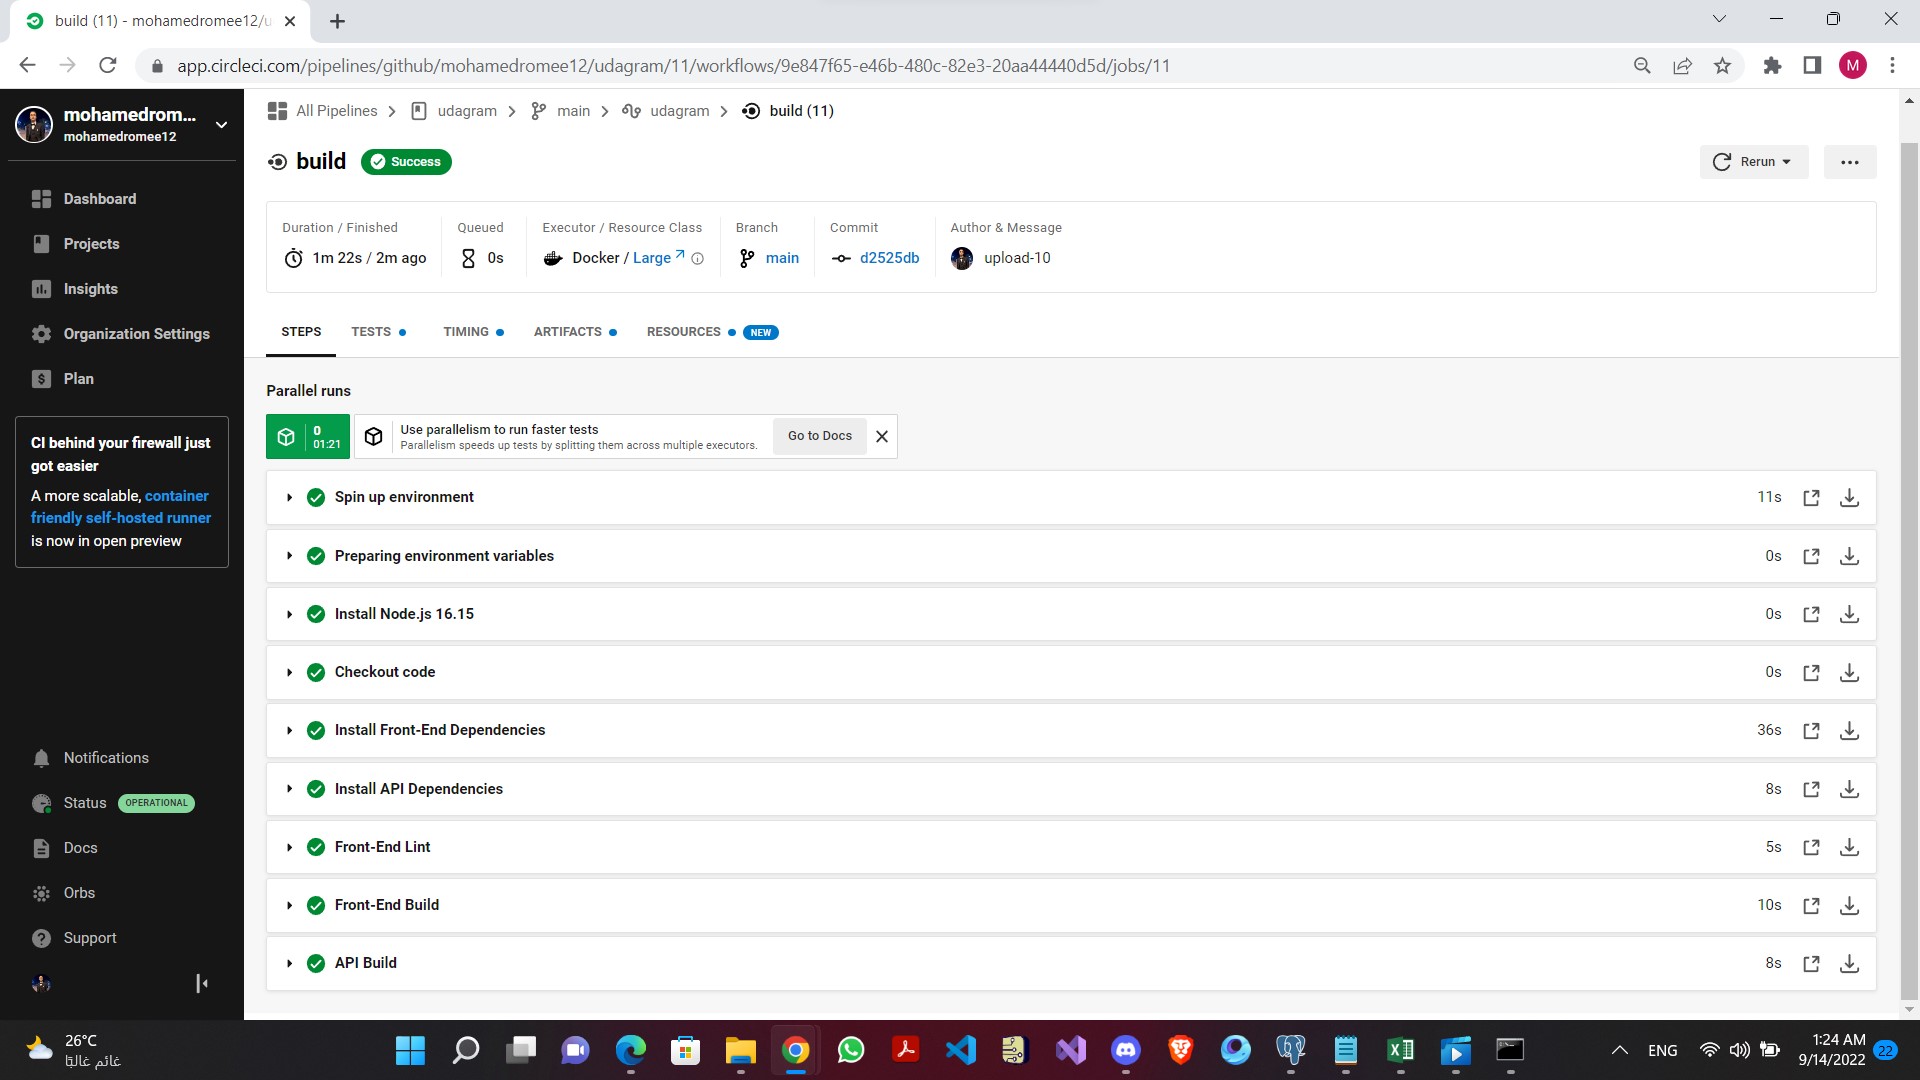 build (11) - mohamedromee12/u
app.circleci.com/pipelines/github/mohamedromee12/udagram/11/workflows/9e847f65-e46b-480c-82e3-20aa44440d5d/jobs/11
M
mohamedrom...
mohamedromee12
Dashboard
Projects
Insights
Organization Settings
Plan
CI behind your firewall just
got easier
A more scalable, container
friendly self-hosted runner
is now in open preview
Notifications
Status OPERATIONAL
Docs
Orbs
Support
All Pipelines udagram main udagram build (11)
build Success
Rerun
Duration / Finished
1m 22s / 2m ago
Queued
0s
Executor / Resource Class
Docker / Large
Branch
main
Commit
d2525db
Author & Message
upload-10
STEPS TESTS TIMING ARTIFACTS RESOURCES NEW
Parallel runs
0
01:21
Use parallelism to run faster tests
Parallelism speeds up tests by splitting them across multiple executors.
Go to Docs
Spin up environment 11s
Preparing environment variables 0s
Install Node.js 16.15 0s
Checkout code 0s
Install Front-End Dependencies 36s
Install API Dependencies 8s
Front-End Lint 5s
Front-End Build 10s
API Build 8s
26°C
غائم غالبًا
ENG
1:24 AM
9/14/2022
22